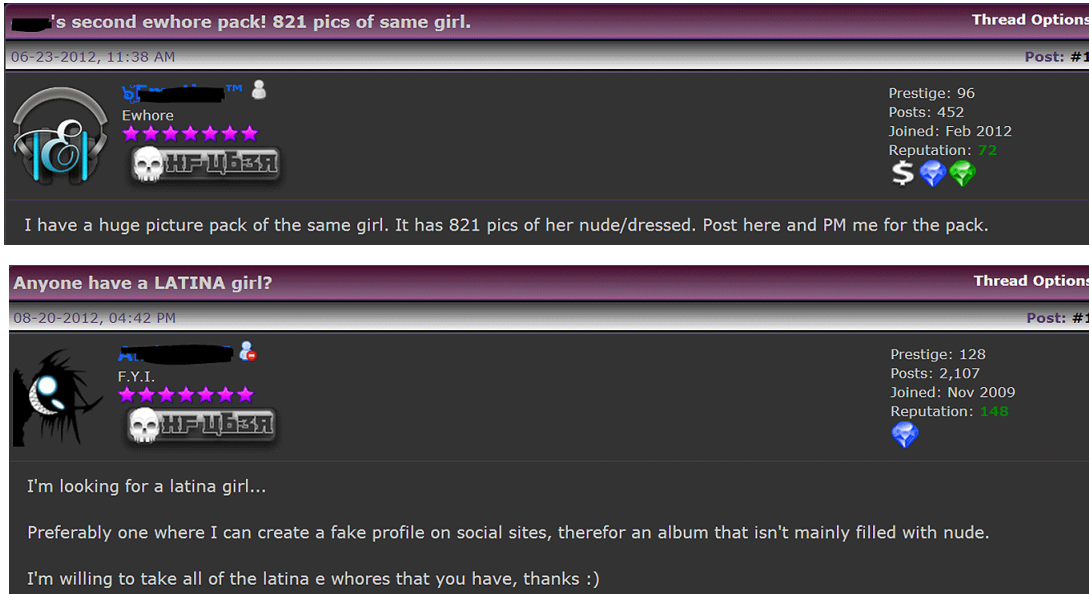 's second ewhore pack! 821 pics of same girl.
Thread Options
06-23-2012, 11:38 AM
Post: #1
™
Ewhore
HF ЦБЗЯ
Prestige: 96
Posts: 452
Joined: Feb 2012
Reputation: 72
I have a huge picture pack of the same girl. It has 821 pics of her nude/dressed. Post here and PM me for the pack.
Anyone have a LATINA girl?
Thread Options
08-20-2012, 04:42 PM
Post: #1
F.Y.I.
HF ЦБЗЯ
Prestige: 128
Posts: 2,107
Joined: Nov 2009
Reputation: 148
I'm looking for a latina girl...
Preferably one where I can create a fake profile on social sites, therefor an album that isn't mainly filled with nude.
I'm willing to take all of the latina e whores that you have, thanks :)